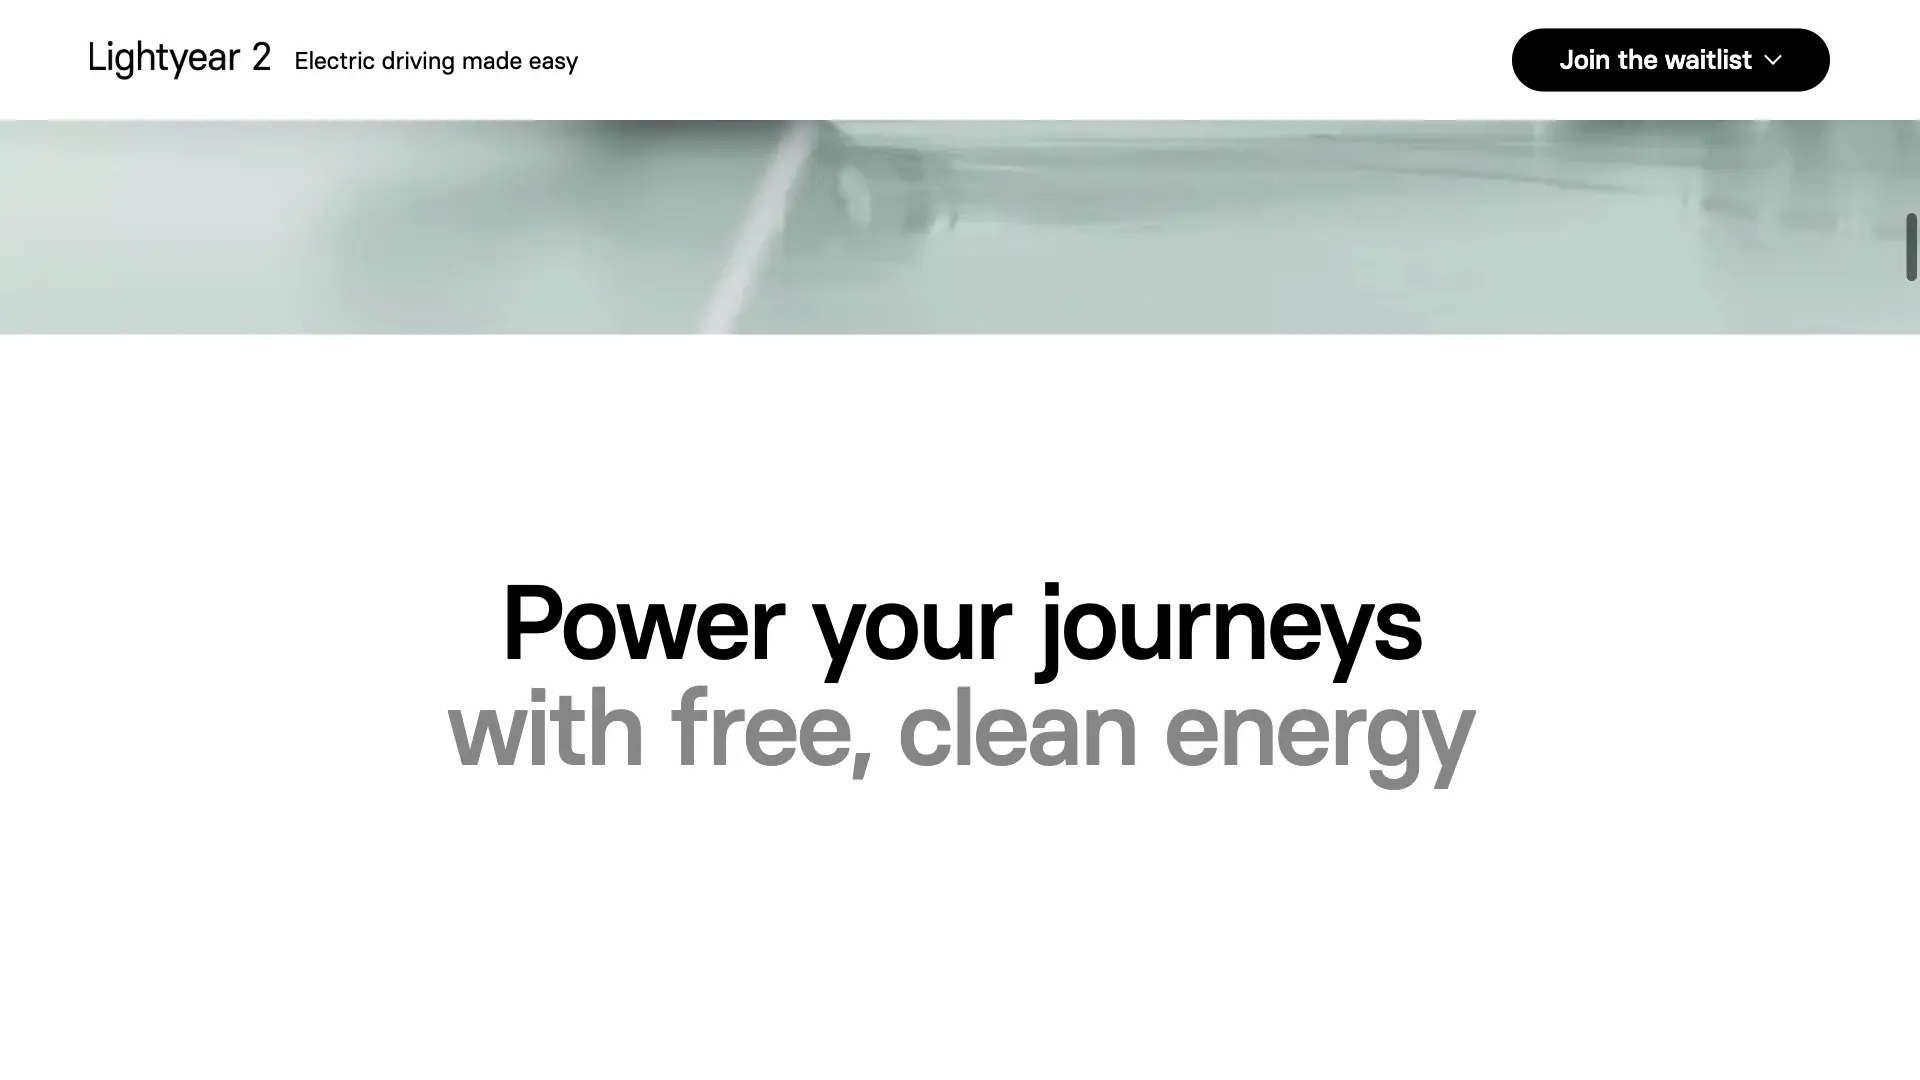 Lightyear 2 Electric driving made easy
Join the waitlist
Power your journeys
with free, clean energy